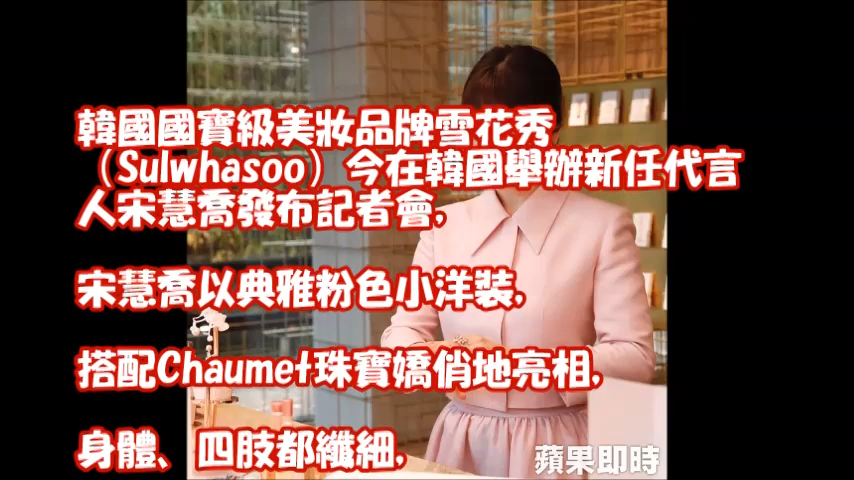 韓國國寶級美妝品牌雪花秀
（Sulwhasoo）今在韓國舉辦新任代言
人宋慧喬發布記者會,
宋慧喬以典雅粉色小洋裝,
搭配Chaumet珠寶嬌俏地亮相,
身體、四肢都纖細,
蘋果即時